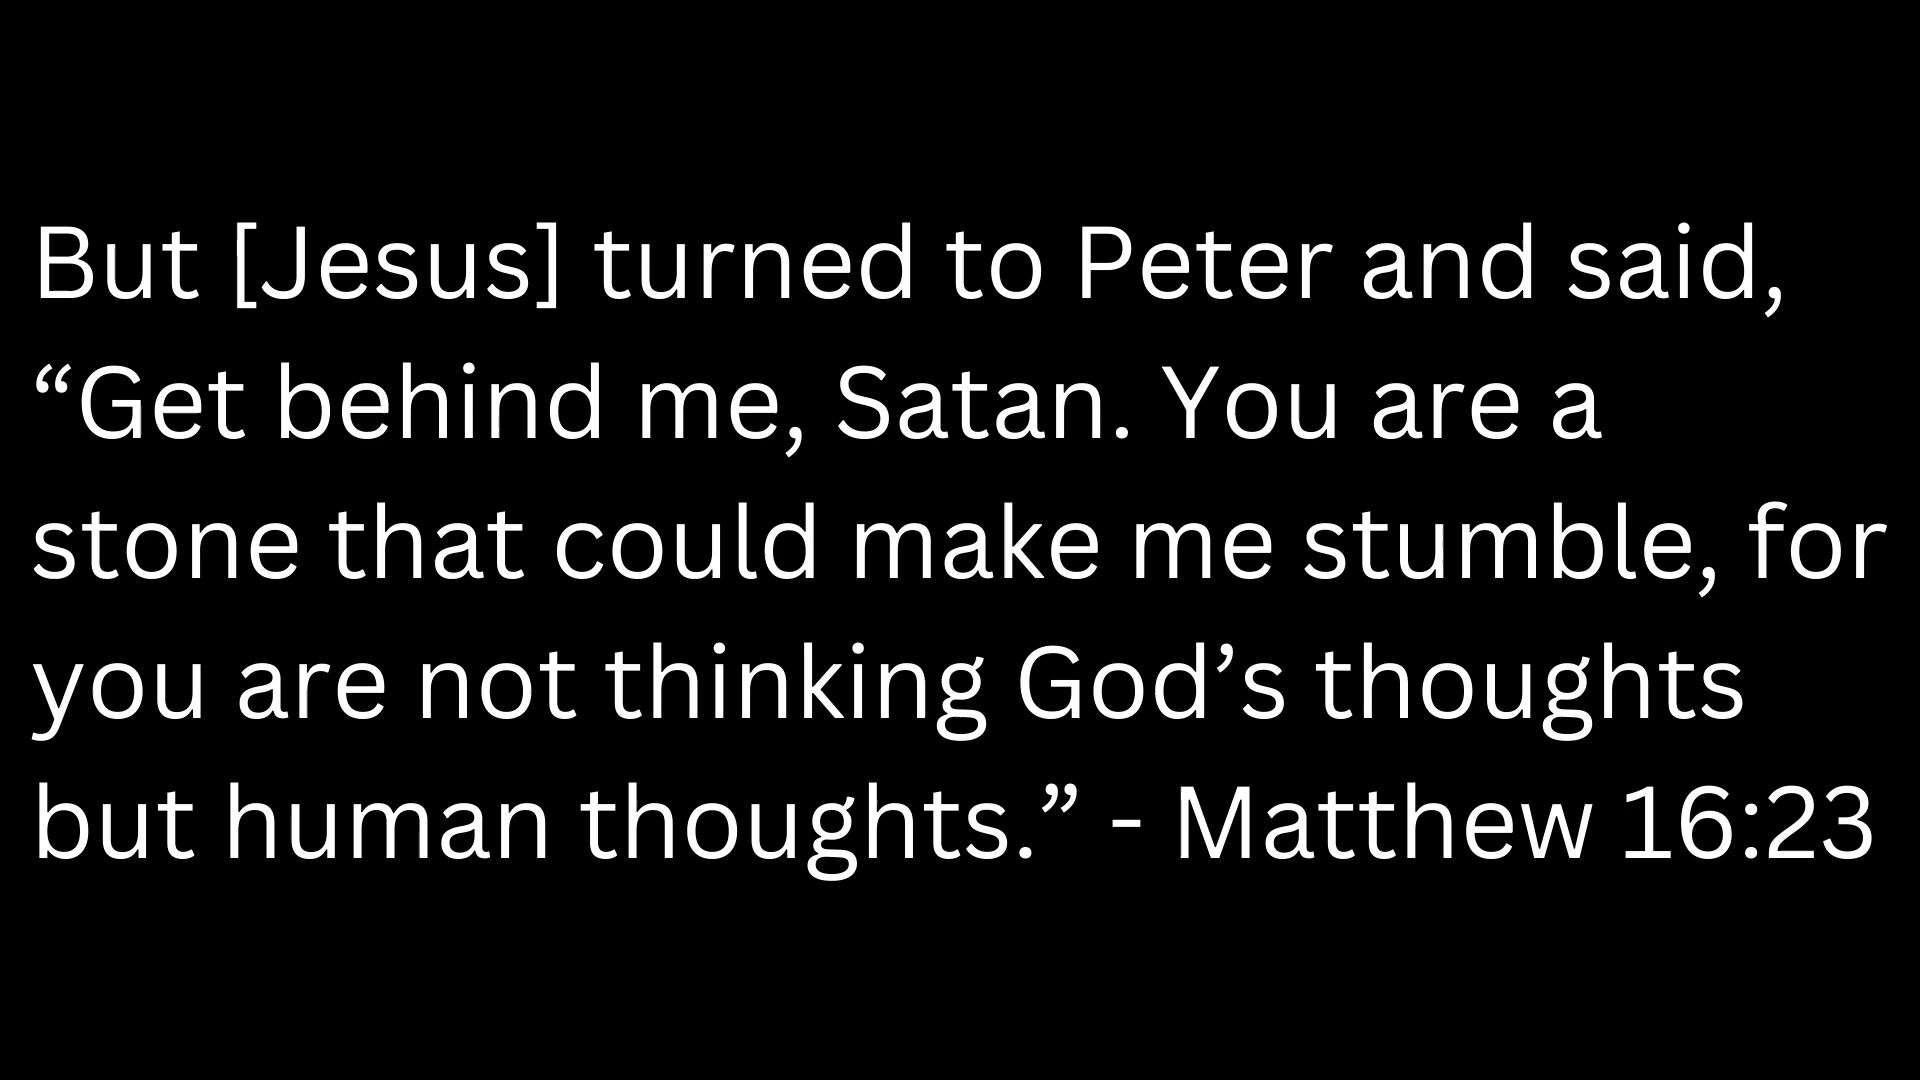 But [Jesus] turned to Peter and said,
“Get behind me, Satan. You are a
stone that could make me stumble, for
you are not thinking God’s thoughts
but human thoughts.” - Matthew 16:23